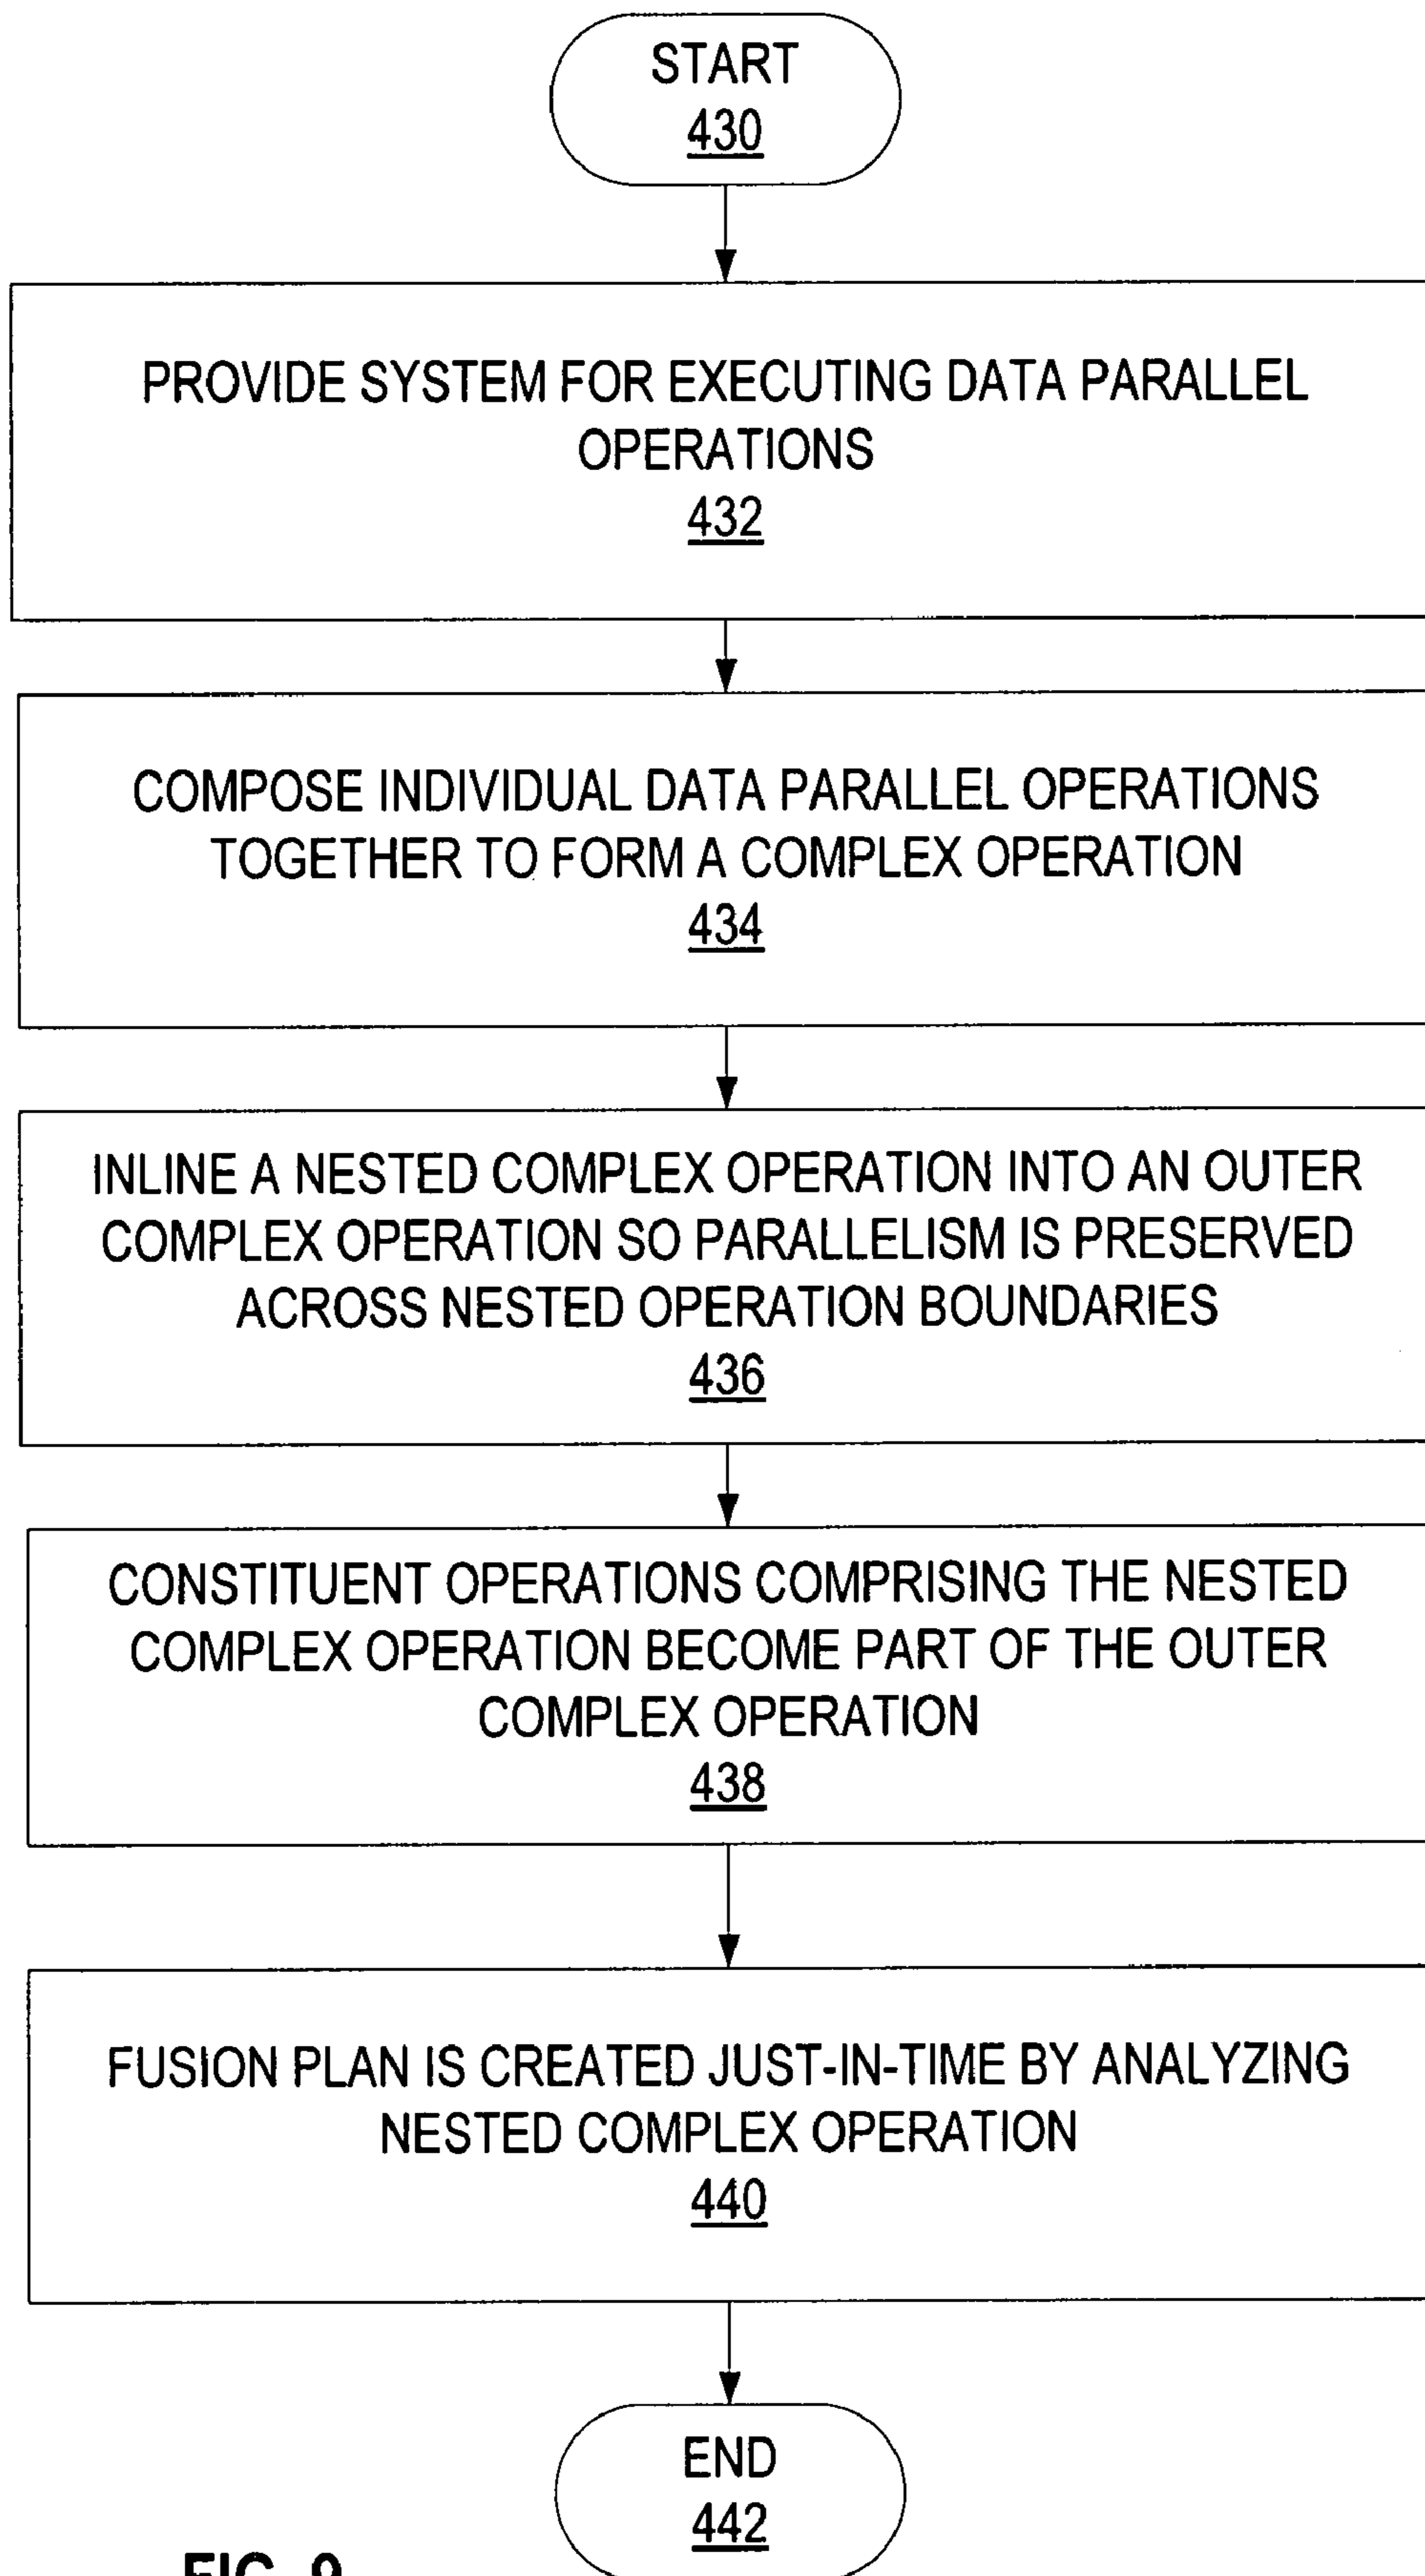 START
430
PROVIDE SYSTEM FOR EXECUTING DATA PARALLEL
OPERATIONS
432
COMPOSE INDIVIDUAL DATA PARALLEL OPERATIONS
TOGETHER TO FORM A COMPLEX OPERATION
434
INLINE A NESTED COMPLEX OPERATION INTO AN OUTER
COMPLEX OPERATION SO PARALLELISM IS PRESERVED
ACROSS NESTED OPERATION BOUNDARIES
436
CONSTITUENT OPERATIONS COMPRISING THE NESTED
COMPLEX OPERATION BECOME PART OF THE OUTER
COMPLEX OPERATION
438
FUSION PLAN IS CREATED JUST-IN-TIME BY ANALYZING
NESTED COMPLEX OPERATION
440
END
442
FIG. 9